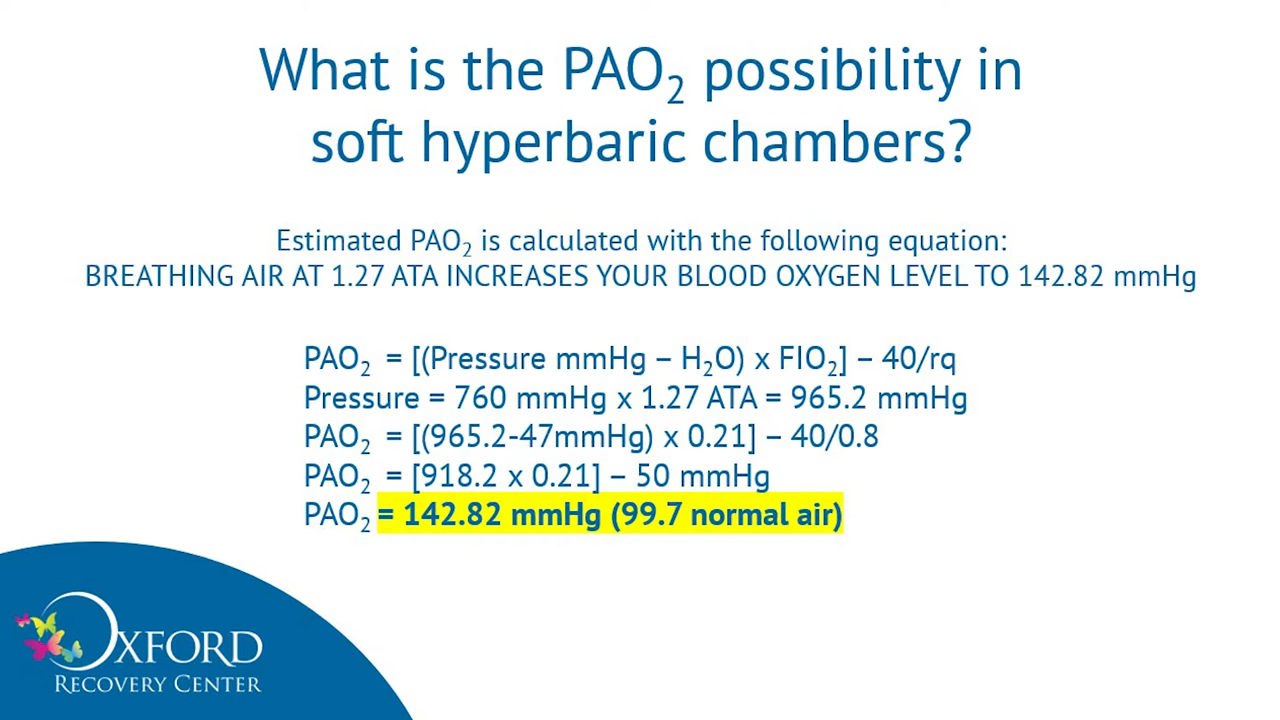 What is the PAO₂ possibility in
soft hyperbaric chambers?
Estimated PAO₂ is calculated with the following equation:
BREATHING AIR AT 1.27 ATA INCREASES YOUR BLOOD OXYGEN LEVEL TO 142.82 mmHg
PAO₂ = [(Pressure mmHg – H₂O) x FIO₂] – 40/rq
Pressure = 760 mmHg x 1.27 ATA = 965.2 mmHg
PAO₂ = [(965.2-47mmHg) x 0.21] – 40/0.8
PAO₂ = [918.2 x 0.21] – 50 mmHg
PAO₂ = 142.82 mmHg (99.7 normal air)
OXFORD
RECOVERY CENTER